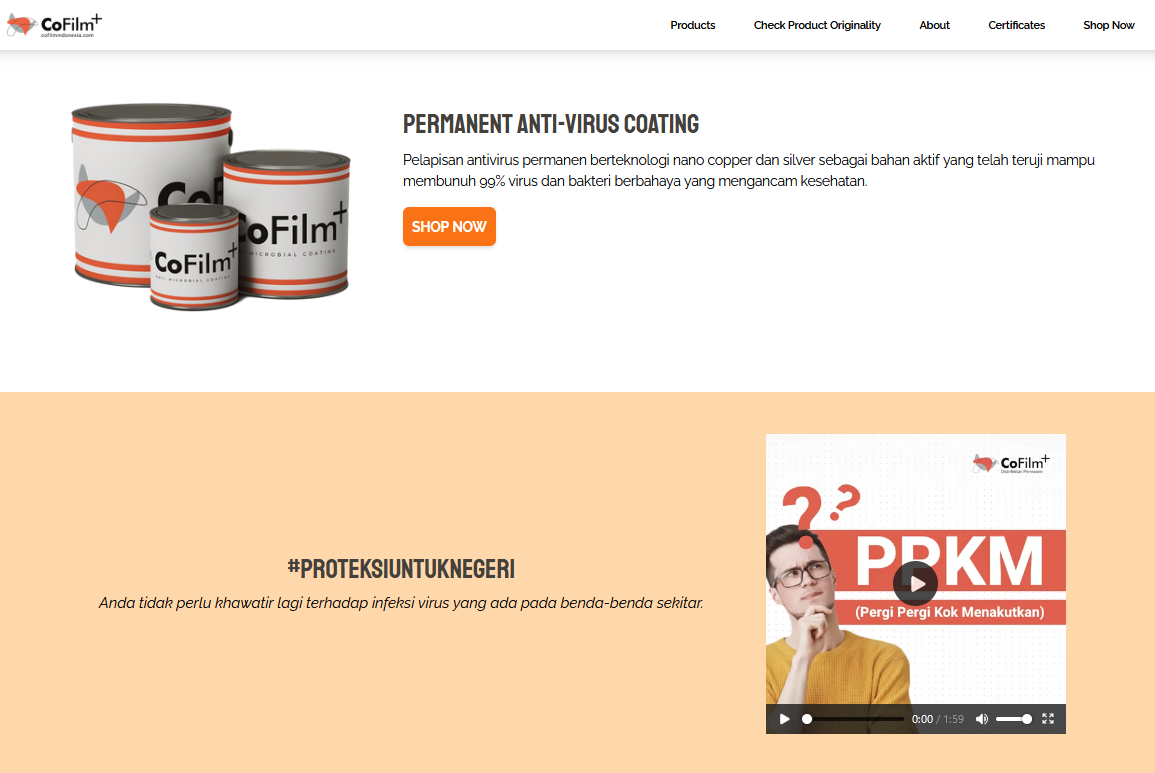 CoFilm+
cofilmindonesia.com
Products
Check Product Originality
About
Certificates
Shop Now
PERMANENT ANTI-VIRUS COATING
Pelapisan antivirus permanen berteknologi nano copper dan silver sebagai bahan aktif yang telah teruji mampu
membunuh 99% virus dan bakteri berbahaya yang mengancam kesehatan.
SHOP NOW
CoF
CoFilm+
MICROBIAL COATING
CoFilm+
ANTI MICROBIAL COATING
#PROTEKSIUNTUKNEGERI
Anda tidak perlu khawatir lagi terhadap infeksi virus yang ada pada benda-benda sekitar.
CoFilm+
Disinfektan Permanen
??
PPKM
(Pergi Pergi Kok Menakutkan)
0:00 / 1:59